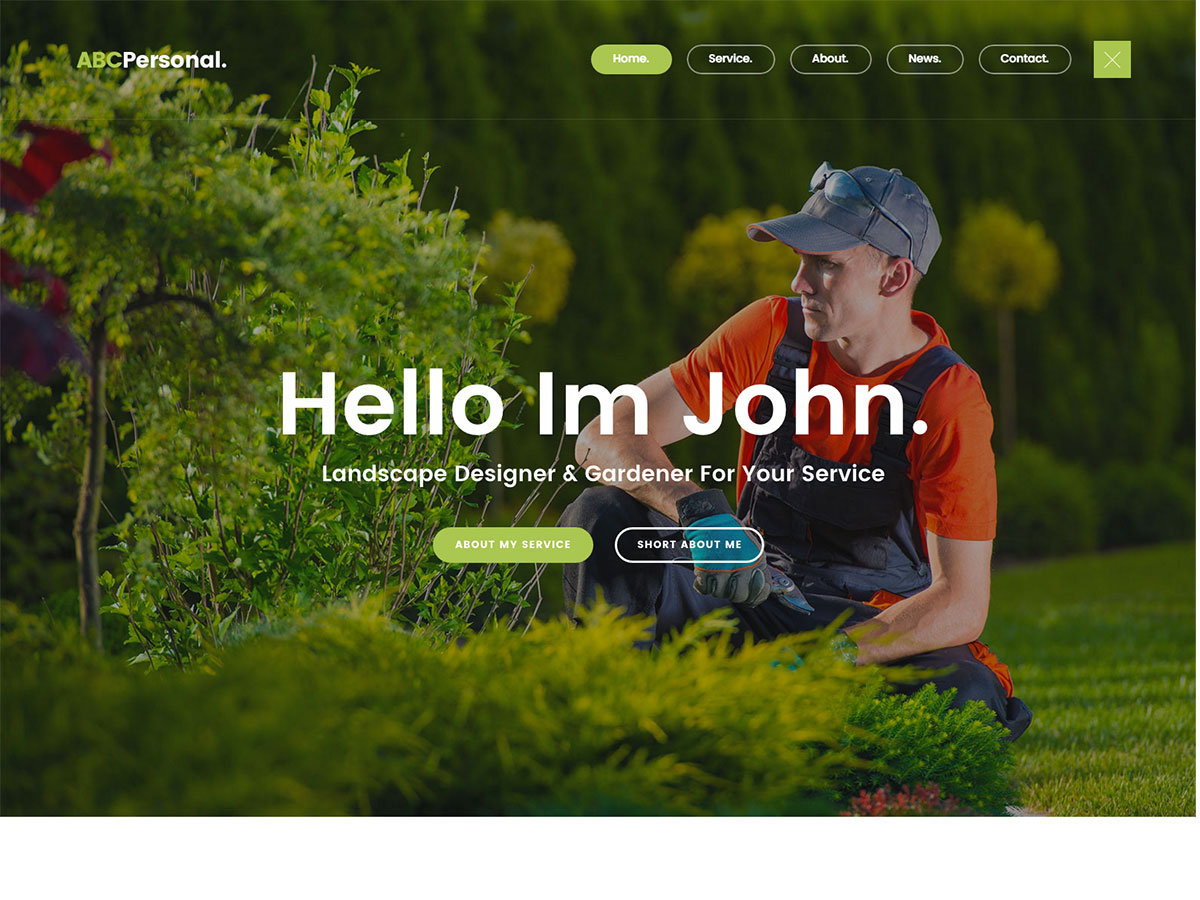 ABCPersonal.
Home.
Service.
About.
News.
Contact.
Hello Im John.
Landscape Designer & Gardener For Your Service
ABOUT MY SERVICE
SHORT ABOUT ME